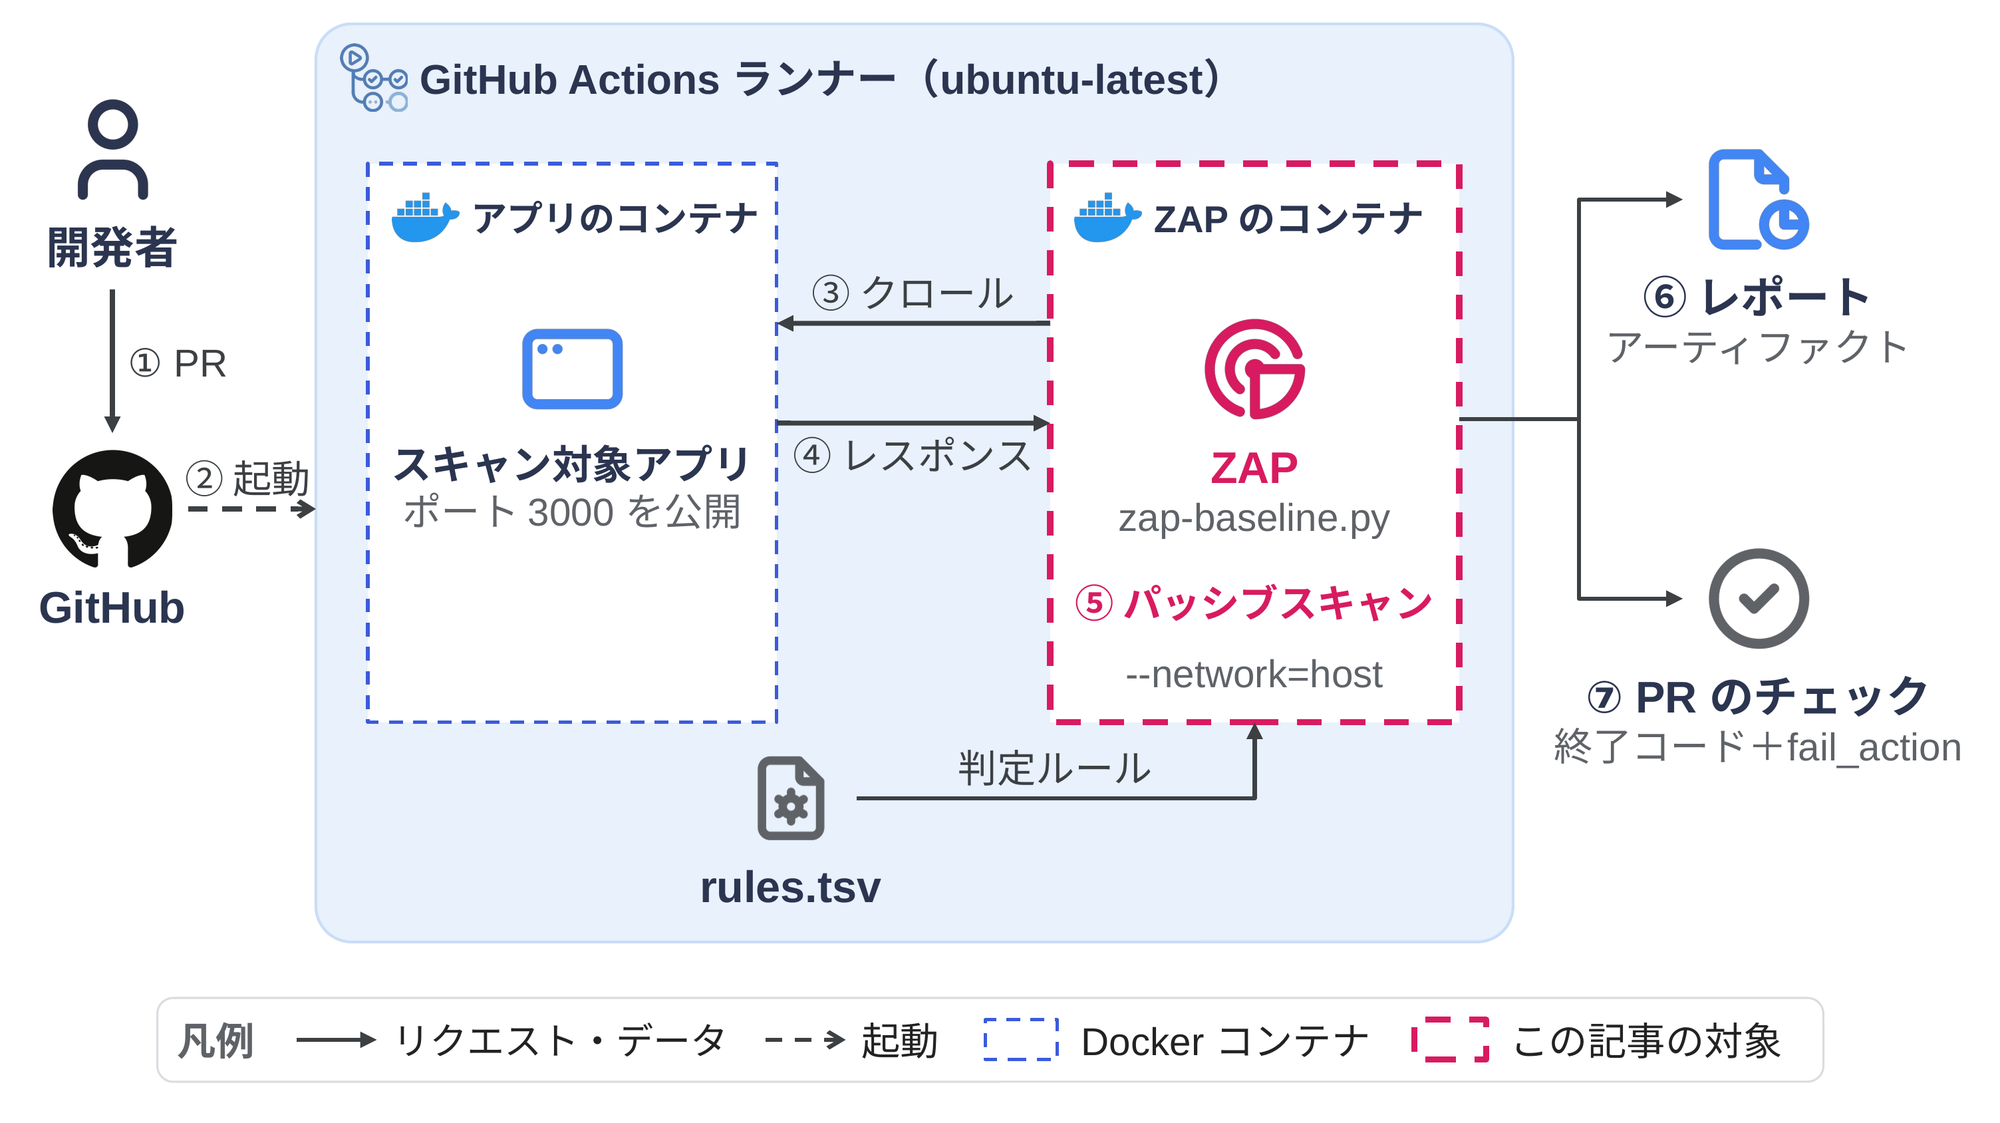 GitHub Actions ランナー（ubuntu-latest）
開発者
① PR
② 起動
GitHub
アプリのコンテナ
スキャン対象アプリ
ポート 3000 を公開
③ クロール
④ レスポンス
ZAP のコンテナ
ZAP
zap-baseline.py
⑤ パッシブスキャン
--network=host
判定ルール
rules.tsv
⑥ レポート
アーティファクト
⑦ PR のチェック
終了コード＋fail_action
凡例 リクエスト・データ 起動 Docker コンテナ この記事の対象